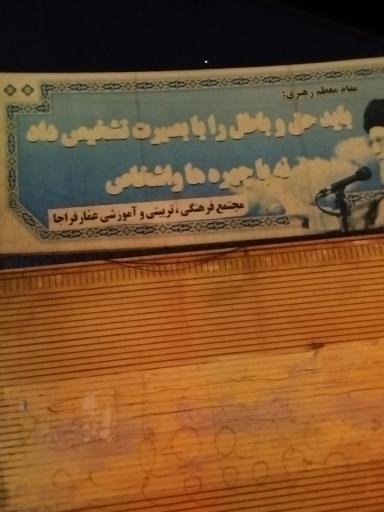 مقام معظم رهبری:
باید حق و باطل را با بصیرت تشخیص داد
نه با چهره ها و اشخاص
مجتمع فرهنگی، تربیتی و آموزشی عمار فراجا